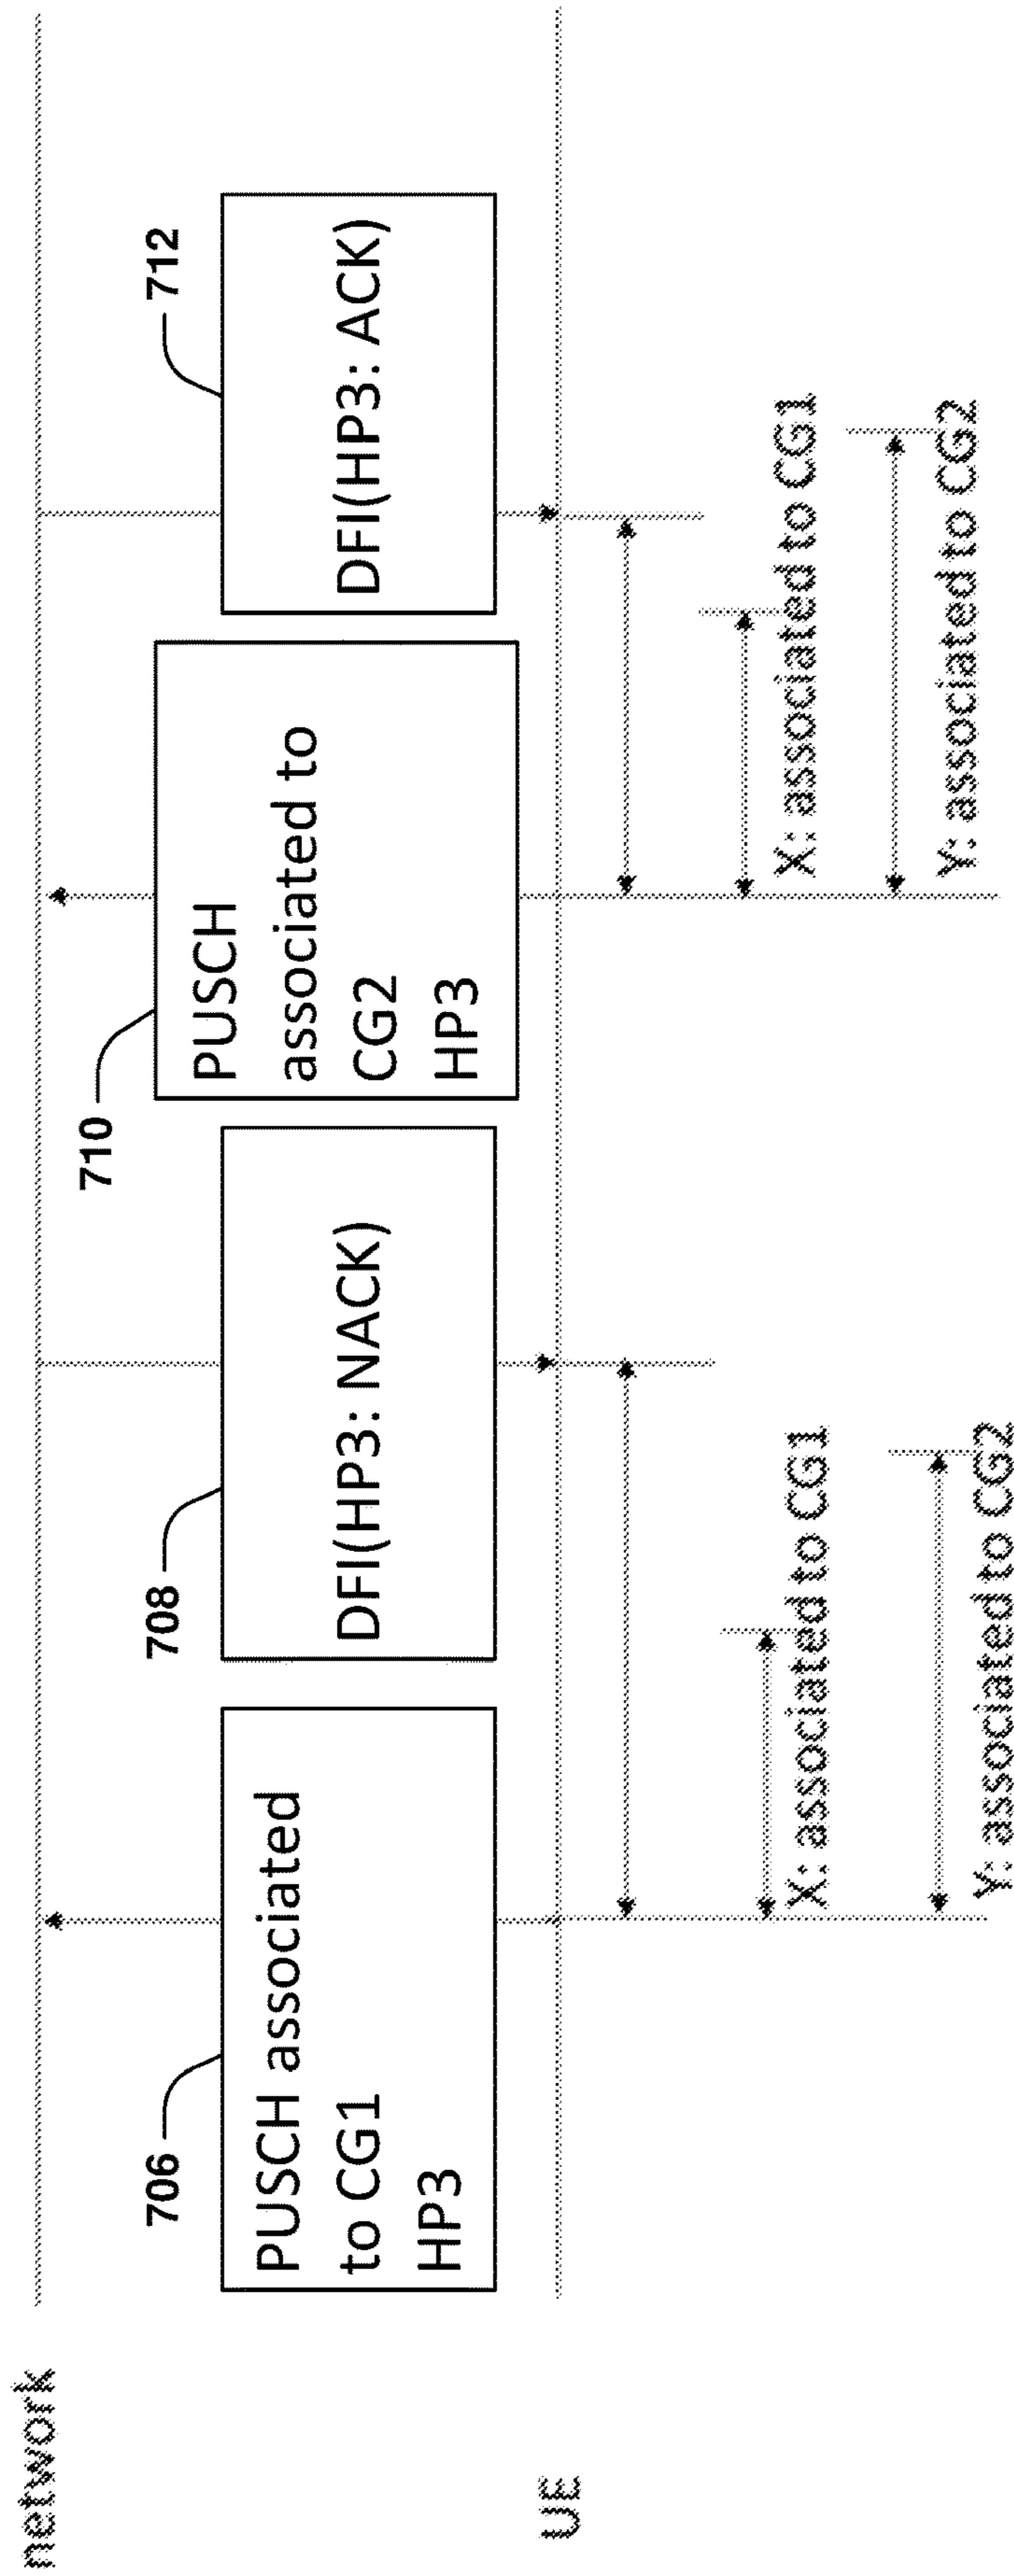 network
UE
706
PUSCH associated
to CG1
HP3
708
DFI(HP3: NACK)
710
PUSCH
associated to
CG2
HP3
712
DFI(HP3: ACK)
X: associated to CG1
Y: associated to CG2
X: associated to CG1
Y: associated to CG2